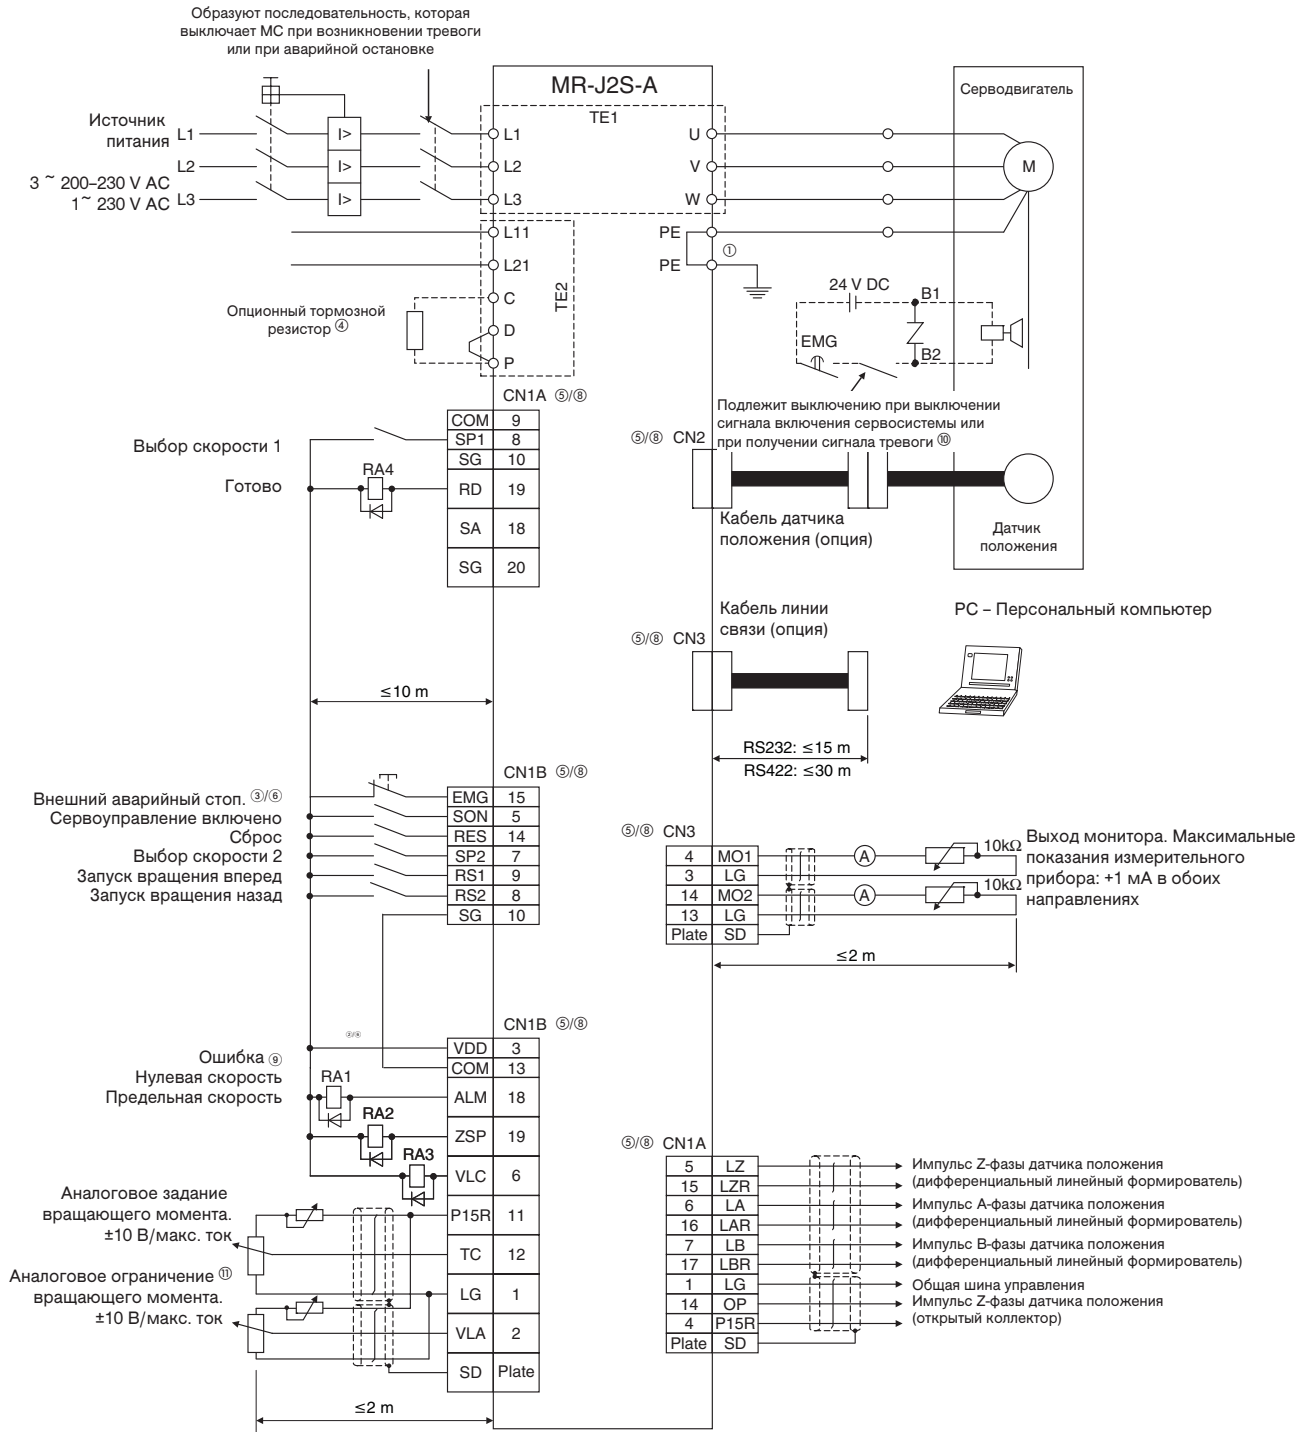 Образуют последовательность, которая
выключает МС при возникновении тревоги
или при аварийной остановке
MR-J2S-A
Серводвигатель
TE1
Источник
питания
L1
L2
L3
3 ~ 200–230 V AC
1~ 230 V AC
I>
I>
I>
L1
L2
L3
U
V
W
M
L11
L21
PE
PE
①
TE2
C
D
P
Опционный тормозной
резистор ④
24 V DC
B1
B2
EMG
Подлежит выключению при выключении
сигнала включения сервосистемы или
при получении сигнала тревоги ⑩
CN1A ⑤/⑧
COM 9
SP1 8
SG 10
RD 19
SA 18
SG 20
Выбор скорости 1
Готово
RA4
⑤/⑧ CN2
Кабель датчика
положения (опция)
Датчик
положения
Кабель линии
связи (опция)
PC – Персональный компьютер
⑤/⑧ CN3
≤10 m
RS232: ≤15 m
RS422: ≤30 m
CN1B ⑤/⑧
Внешний аварийный стоп. ③/⑥
Сервоуправление включено
Сброс
Выбор скорости 2
Запуск вращения вперед
Запуск вращения назад
EMG 15
SON 5
RES 14
SP2 7
RS1 9
RS2 8
SG 10
⑤/⑧ CN3
4 MO1
3 LG
14 MO2
13 LG
Plate SD
A
A
10kΩ
10kΩ
Выход монитора. Максимальные
показания измерительного
прибора: +1 мА в обоих
направлениях
≤2 m
CN1B ⑤/⑧
Ошибка ⑨
Нулевая скорость
Предельная скорость
RA1
RA2
RA3
VDD 3
COM 13
ALM 18
ZSP 19
VLC 6
P15R 11
TC 12
LG 1
VLA 2
SD Plate
Аналоговое задание
вращающего момента.
±10 В/макс. ток
Аналоговое ограничение ⑪
вращающего момента.
±10 В/макс. ток
≤2 m
⑤/⑧ CN1A
5 LZ
15 LZR
6 LA
16 LAR
7 LB
17 LBR
1 LG
14 OP
4 P15R
Plate SD
Импульс Z-фазы датчика положения
(дифференциальный линейный формирователь)
Импульс A-фазы датчика положения
(дифференциальный линейный формирователь)
Импульс B-фазы датчика положения
(дифференциальный линейный формирователь)
Общая шина управления
Импульс Z-фазы датчика положения
(открытый коллектор)